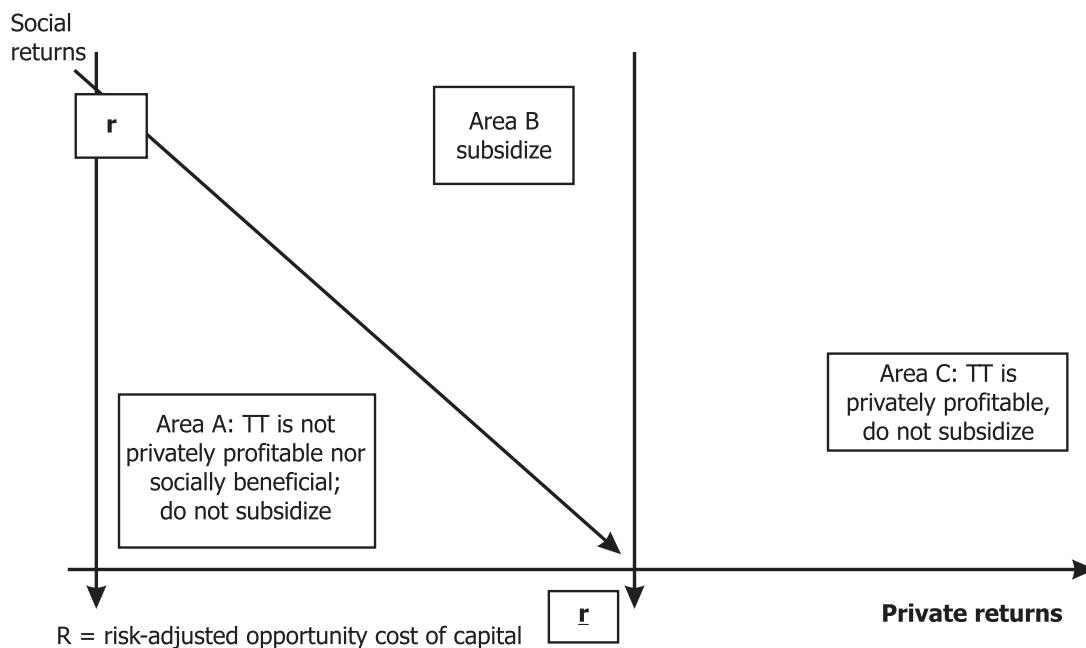 Social
returns
r
Area B
subsidize
Area C: TT is
privately profitable,
do not subsidize
Area A: TT is not
privately profitable nor
socially beneficial;
do not subsidize
r
Private returns
R = risk-adjusted opportunity cost of capital